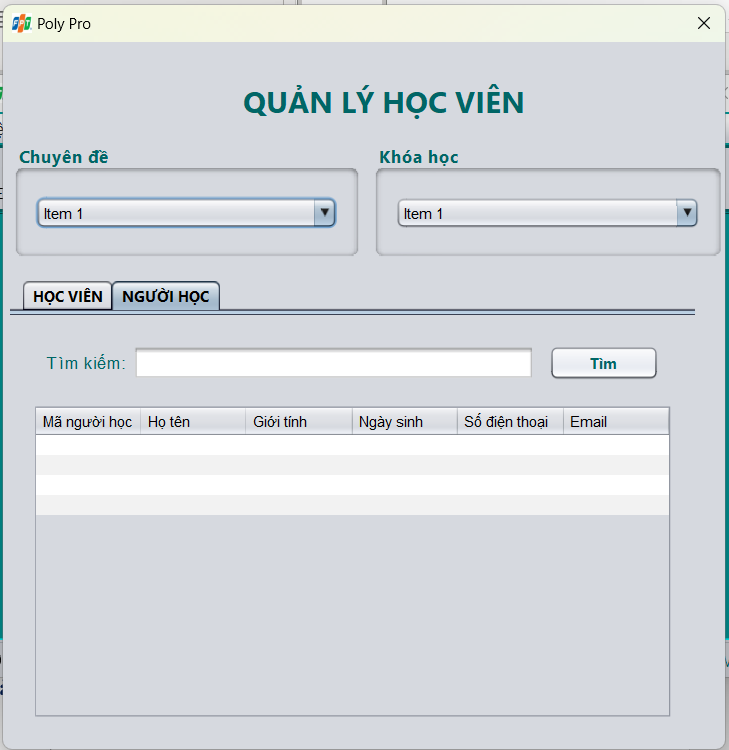 FPT Poly Pro
QUẢN LÝ HỌC VIÊN
Chuyên đề Khóa học
Item 1 Item 1
HỌC VIÊN NGƯỜI HỌC
Tìm kiếm: Tìm
Mã người học Họ tên Giới tính Ngày sinh Số điện thoại Email